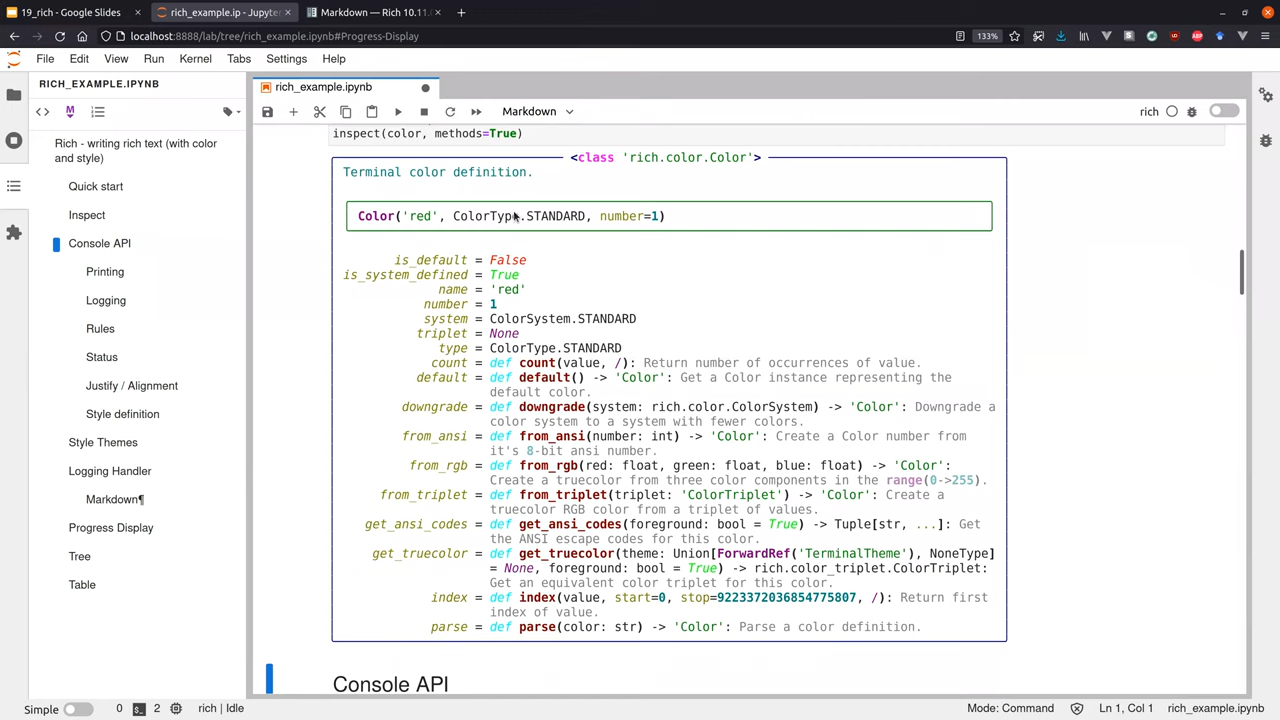 19_rich - Google Slides
rich_example.ip - Jupyter
Markdown — Rich 10.11.0
localhost:8888/lab/tree/rich_example.ipynb#Progress-Display
133%
File Edit View Run Kernel Tabs Settings Help
RICH_EXAMPLE.IPYNB
rich_example.ipynb
Markdown
rich
Rich - writing rich text (with color
and style)
Quick start
Inspect
Console API
Printing
Logging
Rules
Status
Justify / Alignment
Style definition
Style Themes
Logging Handler
Markdown¶
Progress Display
Tree
Table
inspect(color, methods=True)
<class 'rich.color.Color'>
Terminal color definition.
Color('red', ColorType.STANDARD, number=1)
is_default = False
is_system_defined = True
name = 'red'
number = 1
system = ColorSystem.STANDARD
triplet = None
type = ColorType.STANDARD
count = def count(value, /): Return number of occurrences of value.
default = def default() -> 'Color': Get a Color instance representing the
default color.
downgrade = def downgrade(system: rich.color.ColorSystem) -> 'Color': Downgrade a
color system to a system with fewer colors.
from_ansi = def from_ansi(number: int) -> 'Color': Create a Color number from
it's 8-bit ansi number.
from_rgb = def from_rgb(red: float, green: float, blue: float) -> 'Color':
Create a truecolor from three color components in the range(0->255).
from_triplet = def from_triplet(triplet: 'ColorTriplet') -> 'Color': Create a
truecolor RGB color from a triplet of values.
get_ansi_codes = def get_ansi_codes(foreground: bool = True) -> Tuple[str, ...]: Get
the ANSI escape codes for this color.
get_truecolor = def get_truecolor(theme: Union[ForwardRef('TerminalTheme'), NoneType]
= None, foreground: bool = True) -> rich.color_triplet.ColorTriplet:
Get an equivalent color triplet for this color.
index = def index(value, start=0, stop=9223372036854775807, /): Return first
index of value.
parse = def parse(color: str) -> 'Color': Parse a color definition.
Console API
Simple 0 2 rich | Idle Mode: Command Ln 1, Col 1 rich_example.ipynb